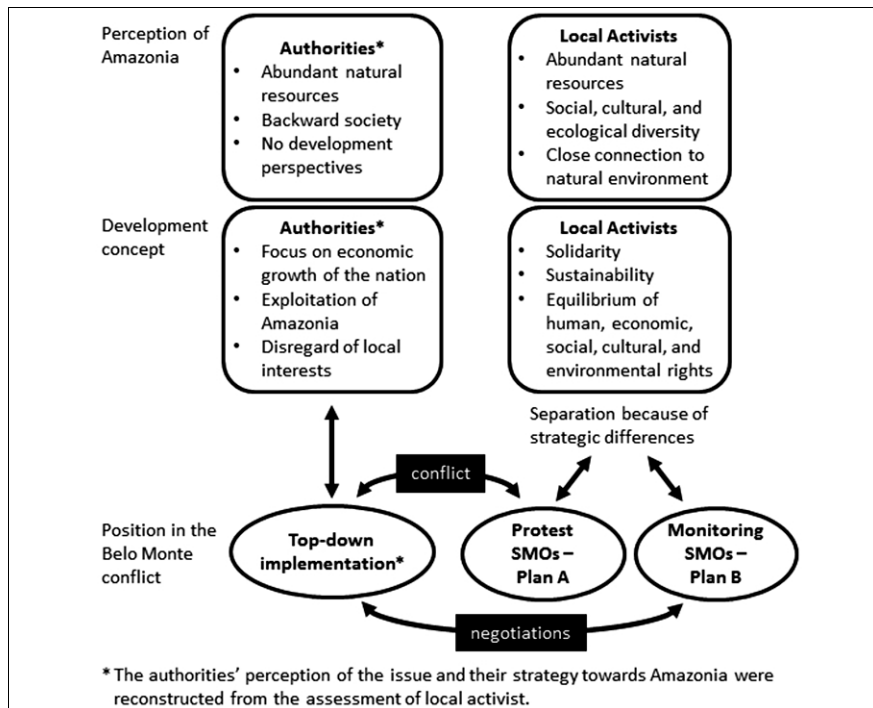 Perception of
Amazonia
Authorities*
• Abundant natural
resources
• Backward society
• No development
perspectives
Local Activists
• Abundant natural
resources
• Social, cultural, and
ecological diversity
• Close connection to
natural environment
Development
concept
Authorities*
• Focus on economic
growth of the nation
• Exploitation of
Amazonia
• Disregard of local
interests
Local Activists
• Solidarity
• Sustainability
• Equilibrium of
human, economic,
social, cultural, and
environmental rights
Separation because of
strategic differences
conflict
Position in the
Belo Monte
conflict
Top-down
implementation*
Protest
SMOs –
Plan A
Monitoring
SMOs –
Plan B
negotiations
* The authorities' perception of the issue and their strategy towards Amazonia were
reconstructed from the assessment of local activist.